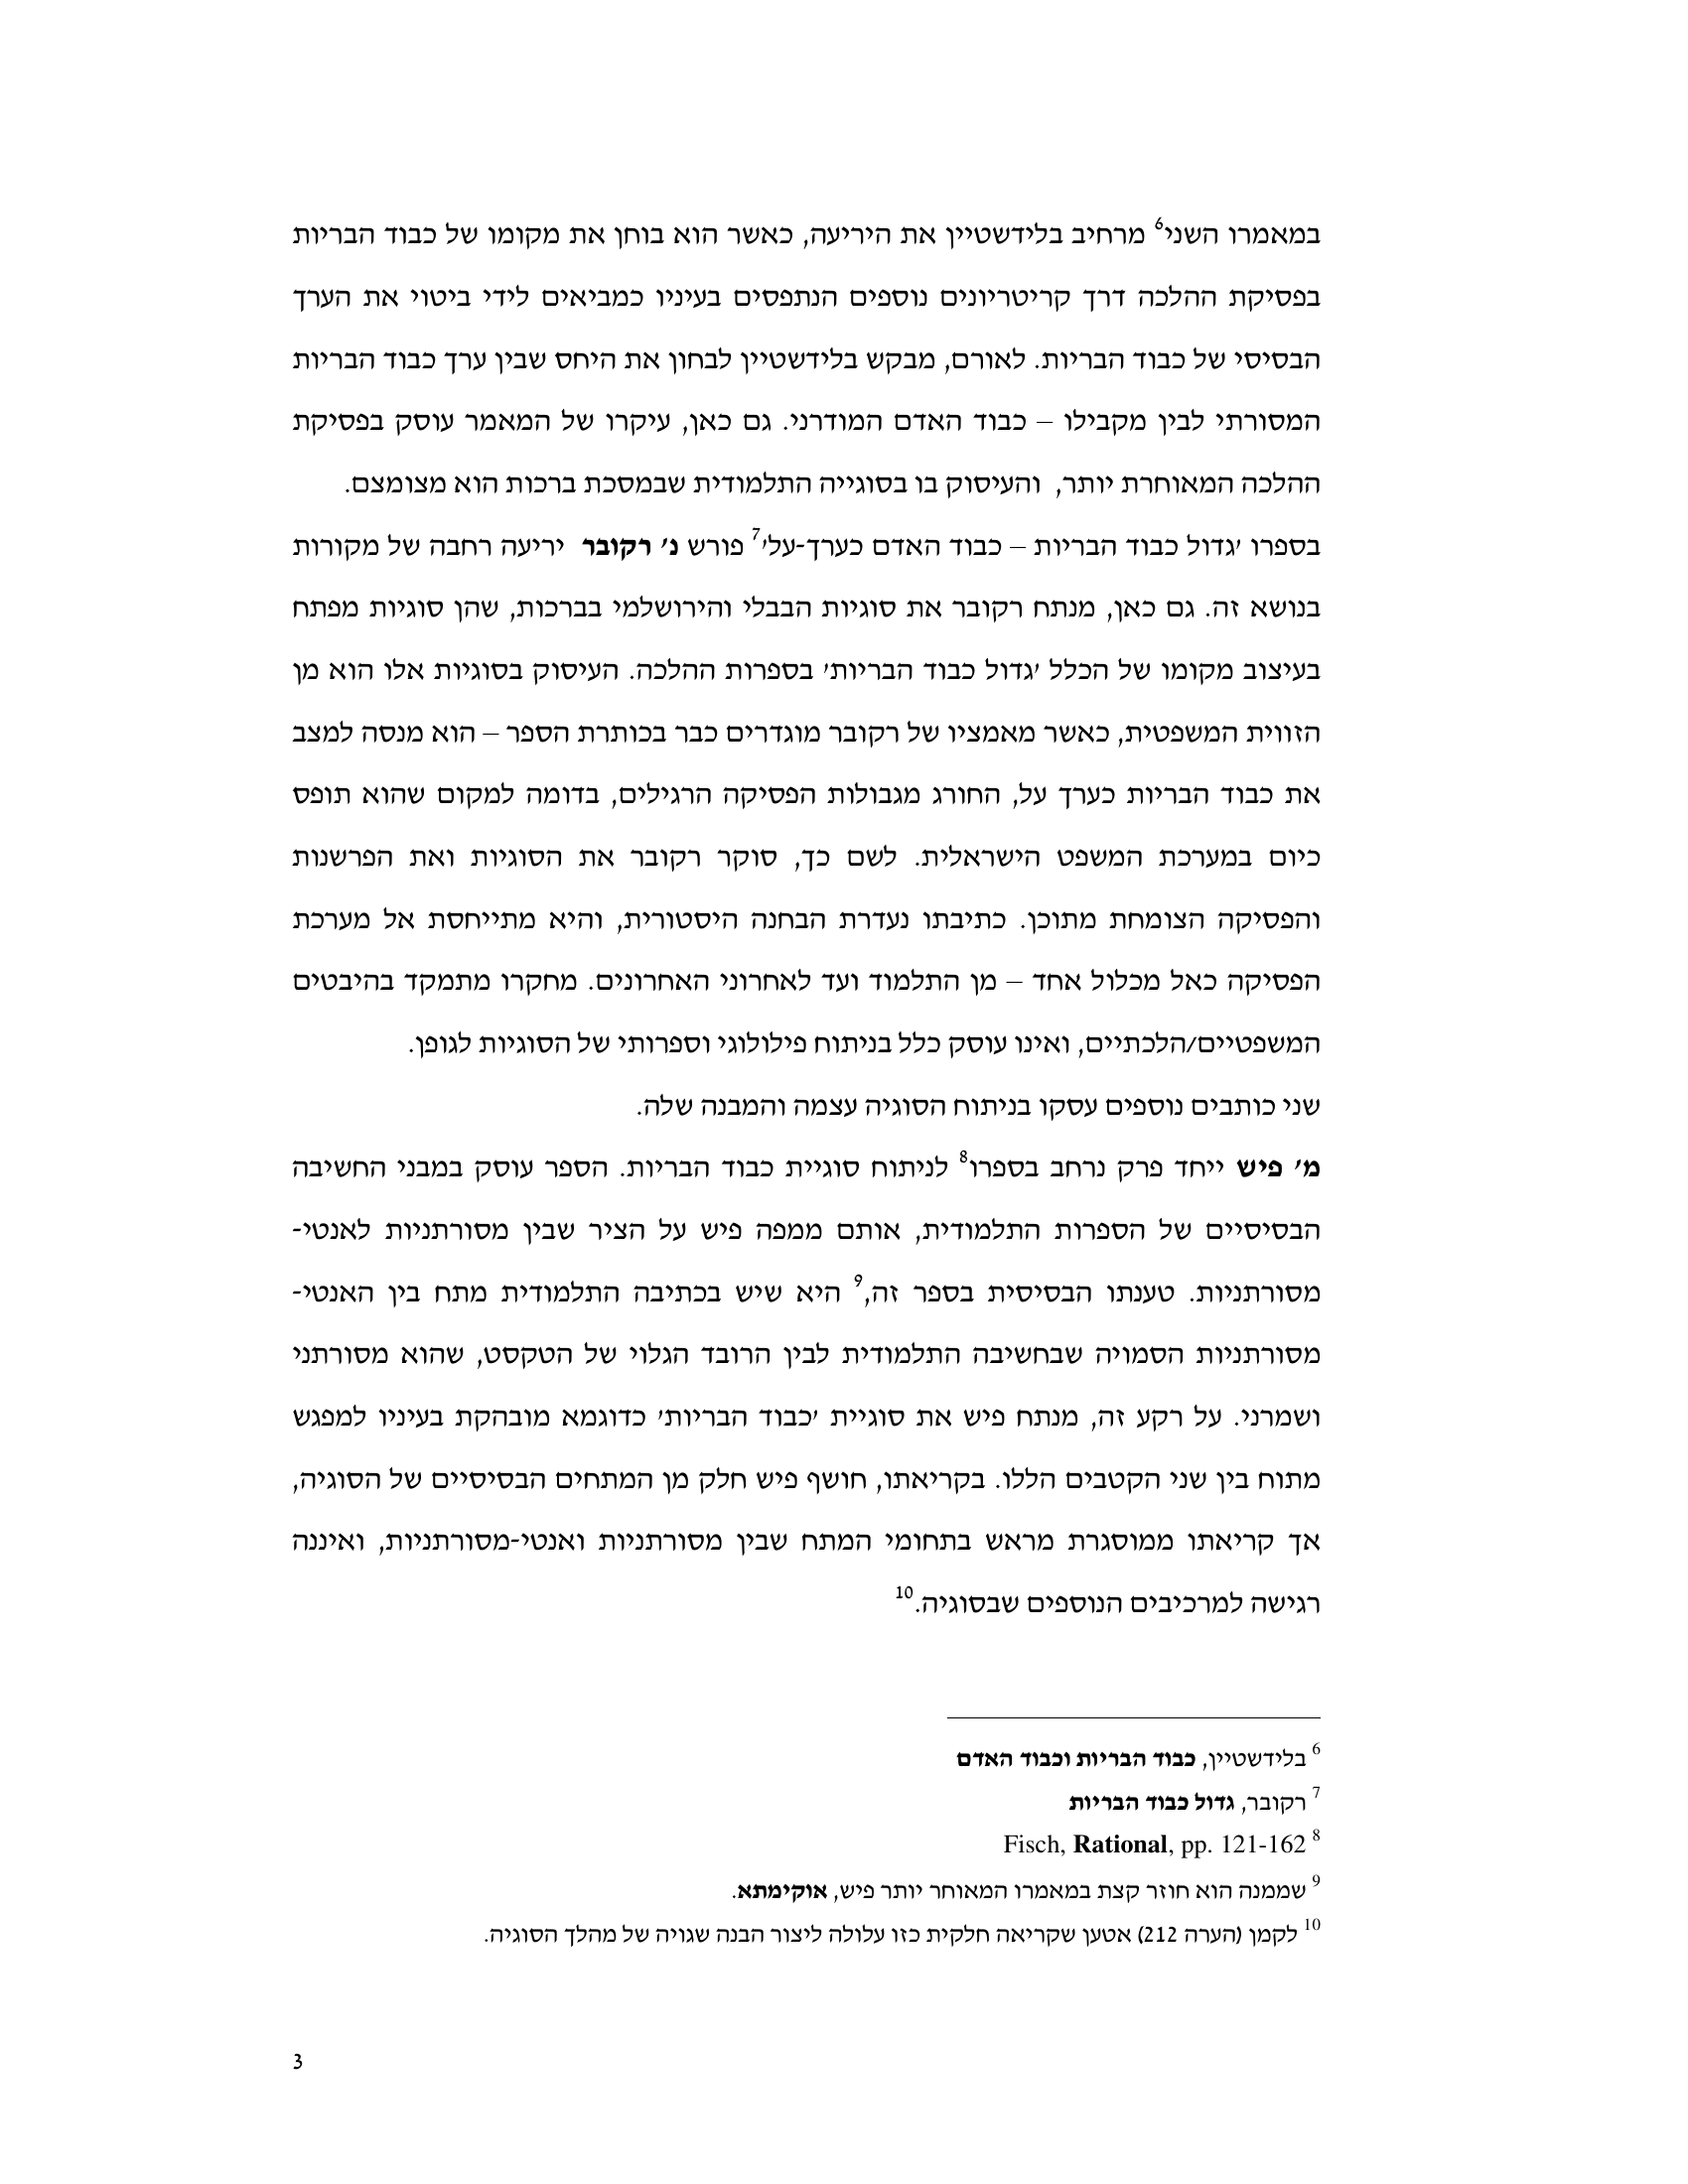 במאמרו השני6 מרחיב בלידשטיין את היריעה, כאשר הוא בוחן את מקומו של כבוד הבריות
בפסיקת ההלכה דרך קריטריונים נוספים הנתפסים בעיניו כמביאים לידי ביטוי את הערך
הבסיסי של כבוד הבריות. לאורם, מבקש בלידשטיין לבחון את היחס שבין ערך כבוד הבריות
המסורתי לבין מקבילו – כבוד האדם המודרני. גם כאן, עיקרו של המאמר עוסק בפסיקת
ההלכה המאוחרת יותר, והעיסוק בו בסוגייה התלמודית שבמסכת ברכות הוא מצומצם.
בספרו 'גדול כבוד הבריות – כבוד האדם כערך-על'7 פורש נ' רקובר יריעה רחבה של מקורות
בנושא זה. גם כאן, מנתח רקובר את סוגיות הבבלי והירושלמי בברכות, שהן סוגיות מפתח
בעיצוב מקומו של הכלל 'גדול כבוד הבריות' בספרות ההלכה. העיסוק בסוגיות אלו הוא מן
הזווית המשפטית, כאשר מאמציו של רקובר מוגדרים כבר בכותרת הספר – הוא מנסה למצב
את כבוד הבריות כערך על, החורג מגבולות הפסיקה הרגילים, בדומה למקום שהוא תופס
כיום במערכת המשפט הישראלית. לשם כך, סוקר רקובר את הסוגיות ואת הפרשנות
והפסיקה הצומחת מתוכן. כתיבתו נעדרת הבחנה היסטורית, והיא מתייחסת אל מערכת
הפסיקה כאל מכלול אחד – מן התלמוד ועד לאחרוני האחרונים. מחקרו מתמקד בהיבטים
המשפטיים/הלכתיים, ואינו עוסק כלל בניתוח פילולוגי וספרותי של הסוגיות לגופן.
שני כותבים נוספים עסקו בניתוח הסוגיה עצמה והמבנה שלה.
מ' פיש ייחד פרק נרחב בספרו8 לניתוח סוגיית כבוד הבריות. הספר עוסק במבני החשיבה
הבסיסיים של הספרות התלמודית, אותם ממפה פיש על הציר שבין מסורתניות לאנטי-
מסורתניות. טענתו הבסיסית בספר זה,9 היא שיש בכתיבה התלמודית מתח בין האנטי-
מסורתניות הסמויה שבחשיבה התלמודית לבין הרובד הגלוי של הטקסט, שהוא מסורתני
ושמרני. על רקע זה, מנתח פיש את סוגיית 'כבוד הבריות' כדוגמא מובהקת בעיניו למפגש
מתוח בין שני הקטבים הללו. בקריאתו, חושף פיש חלק מן המתחים הבסיסיים של הסוגיה,
אך קריאתו ממוסגרת מראש בתחומי המתח שבין מסורתניות ואנטי-מסורתניות, ואיננה
רגישה למרכיבים הנוספים שבסוגיה.10
6 בלידשטיין, כבוד הבריות וכבוד האדם
7 רקובר, גדול כבוד הבריות
8 Fisch, Rational, pp. 121-162
9 שממנה הוא חוזר קצת במאמרו המאוחר יותר פיש, אוקימתא.
10 לקמן (הערה 212) אטען שקריאה חלקית כזו עלולה ליצור הבנה שגויה של מהלך הסוגיה.
3